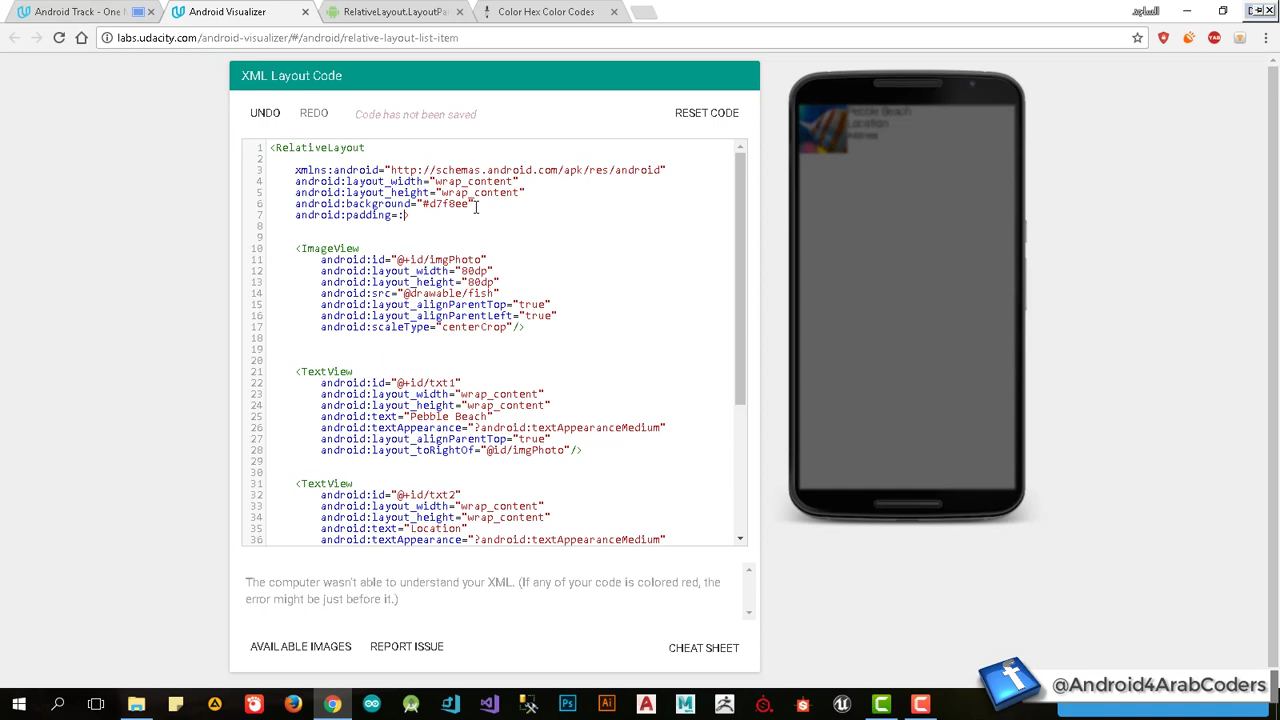 Android Track - One M
Android Visualizer
RelativeLayout.LayoutPa
Color Hex Color Codes
labs.udacity.com/android-visualizer/#/android/relative-layout-list-item
XML Layout Code
UNDO REDO Code has not been saved RESET CODE
1 <RelativeLayout
2
3 xmlns:android="http://schemas.android.com/apk/res/android"
4 android:layout_width="wrap_content"
5 android:layout_height="wrap_content"
6 android:background="#d7f8ee"
7 android:padding=:>
8
9
10 <ImageView
11 android:id="@+id/imgPhoto"
12 android:layout_width="80dp"
13 android:layout_height="80dp"
14 android:src="@drawable/fish"
15 android:layout_alignParentTop="true"
16 android:layout_alignParentLeft="true"
17 android:scaleType="centerCrop"/>
18
19
20
21 <TextView
22 android:id="@+id/txt1"
23 android:layout_width="wrap_content"
24 android:layout_height="wrap_content"
25 android:text="Pebble Beach"
26 android:textAppearance="?android:textAppearanceMedium"
27 android:layout_alignParentTop="true"
28 android:layout_toRightOf="@id/imgPhoto"/>
29
30
31 <TextView
32 android:id="@+id/txt2"
33 android:layout_width="wrap_content"
34 android:layout_height="wrap_content"
35 android:text="Location"
36 android:textAppearance="?android:textAppearanceMedium"
The computer wasn't able to understand your XML. (If any of your code is colored red, the
error might be just before it.)
AVAILABLE IMAGES REPORT ISSUE CHEAT SHEET
Pebble Beach
Location
Address
@Android4ArabCoders